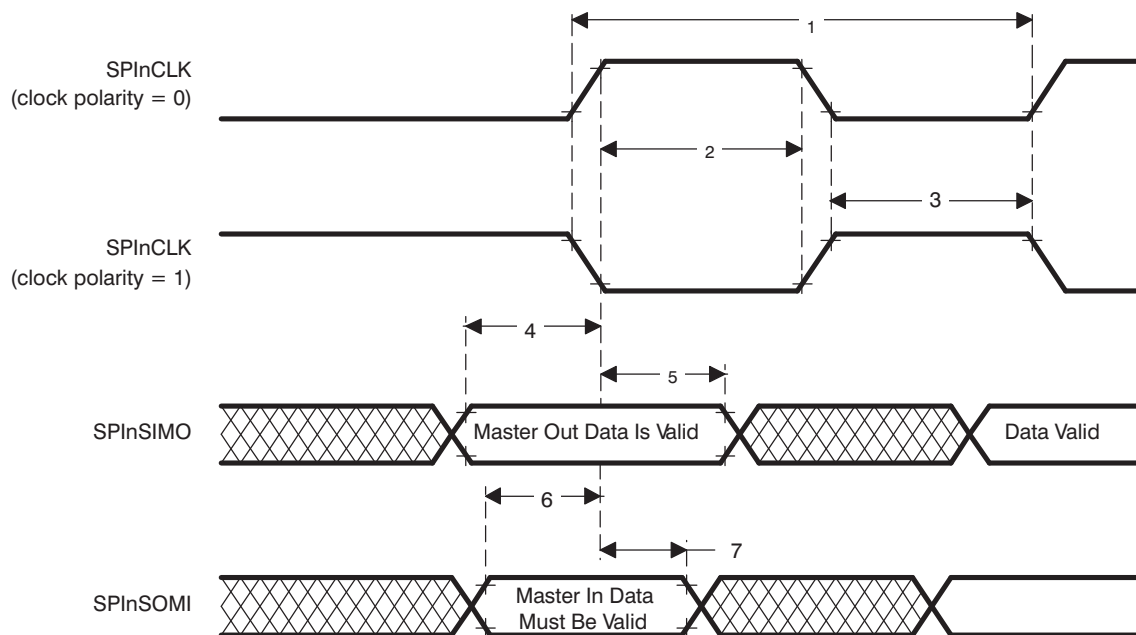 1
SPInCLK
(clock polarity = 0)
2
3
SPInCLK
(clock polarity = 1)
4
5
SPInSIMO
Master Out Data Is Valid
Data Valid
6
7
SPInSOMI
Master In Data
Must Be Valid